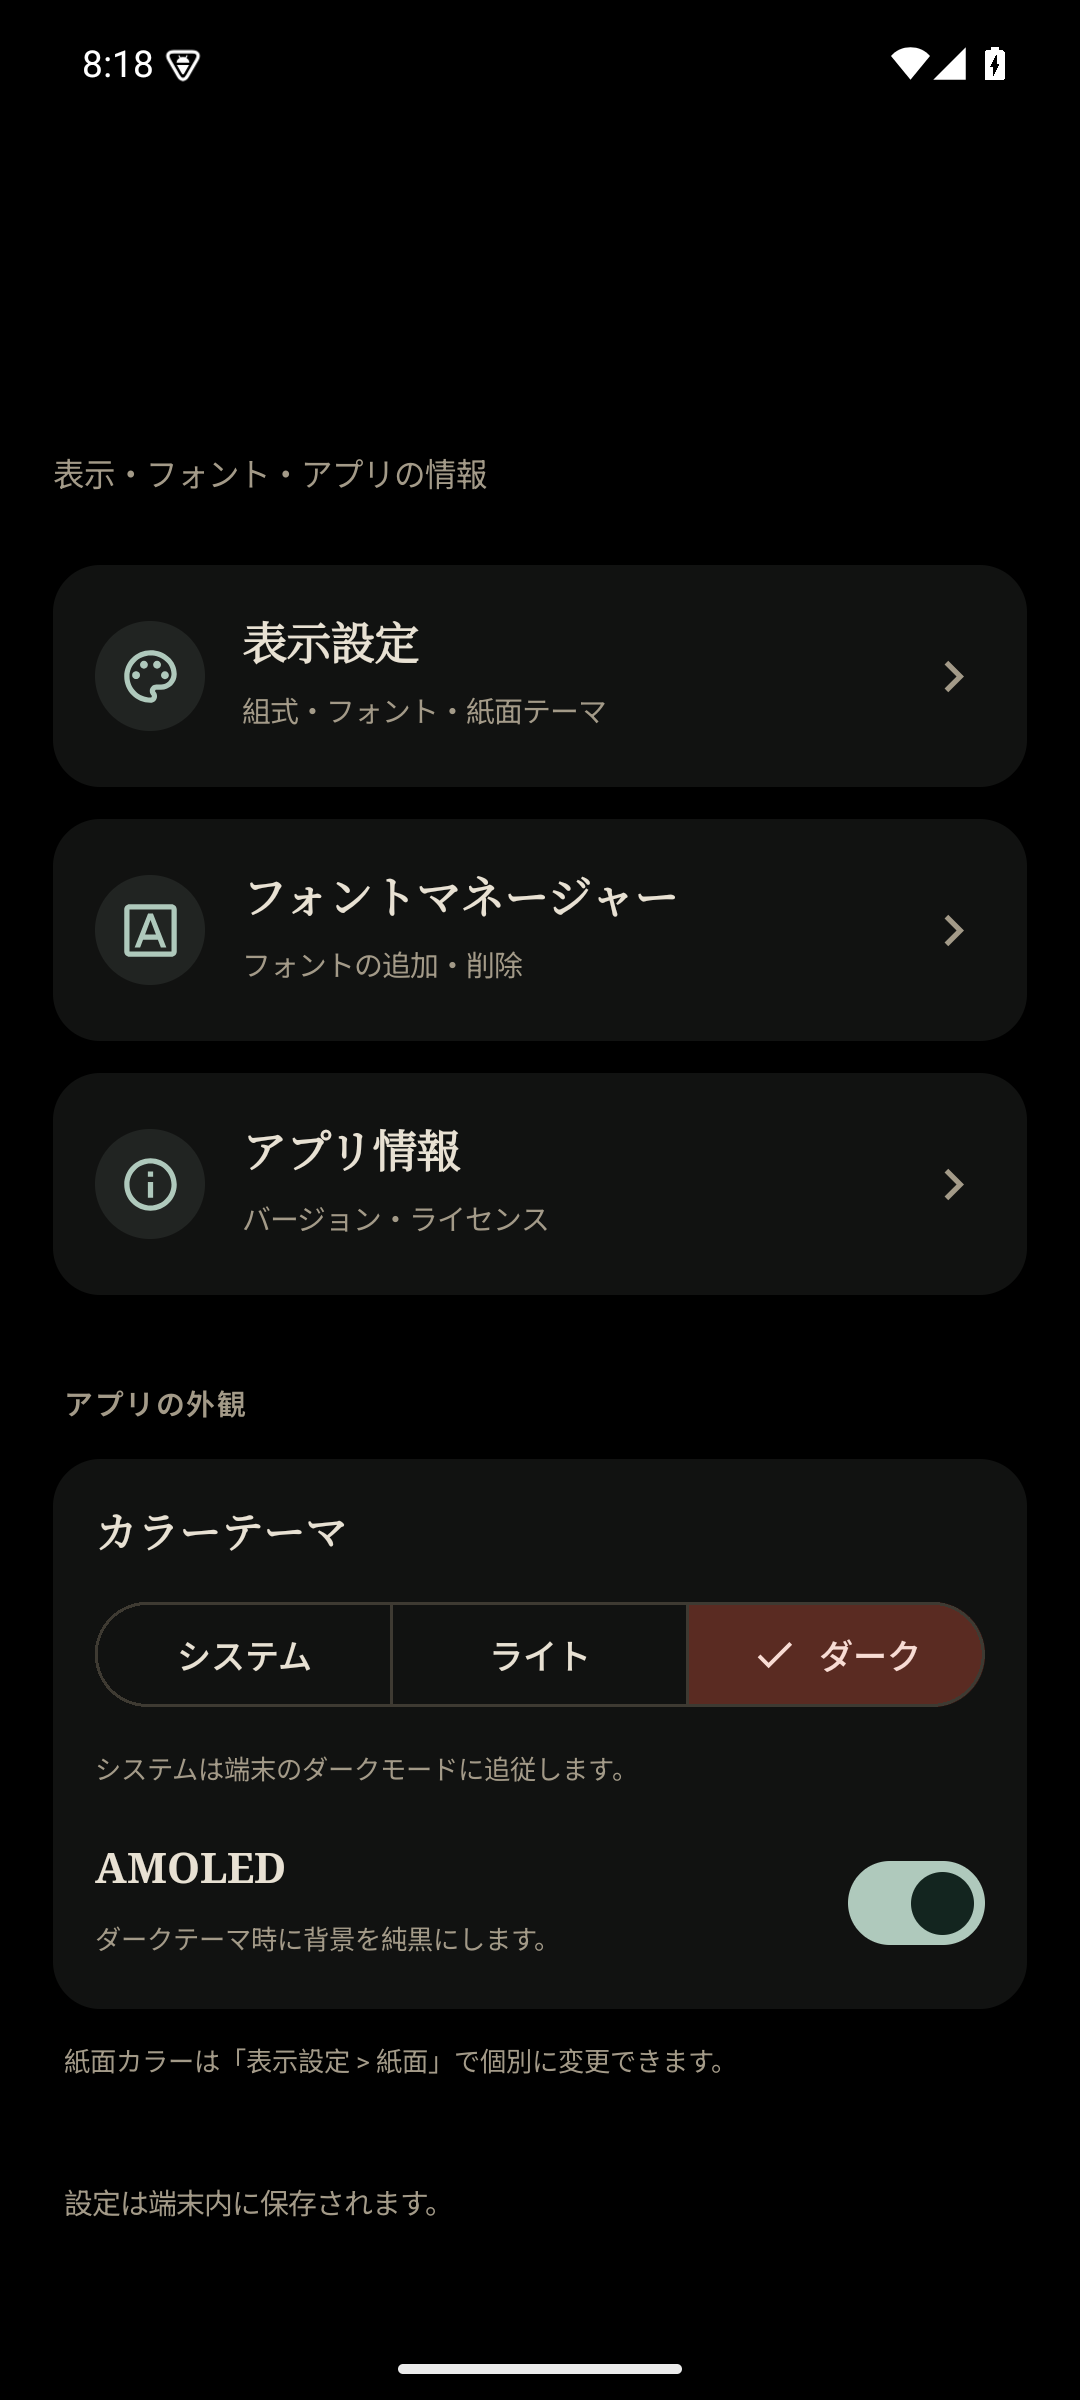 8:18
表示・フォント・アプリの情報
表示設定
組式・フォント・紙面テーマ
フォントマネージャー
フォントの追加・削除
アプリ情報
バージョン・ライセンス
アプリの外観
カラーテーマ
システム
ライト
ダーク
システムは端末のダークモードに追従します。
AMOLED
ダークテーマ時に背景を純黒にします。
紙面カラーは「表示設定 > 紙面」で個別に変更できます。
設定は端末内に保存されます。